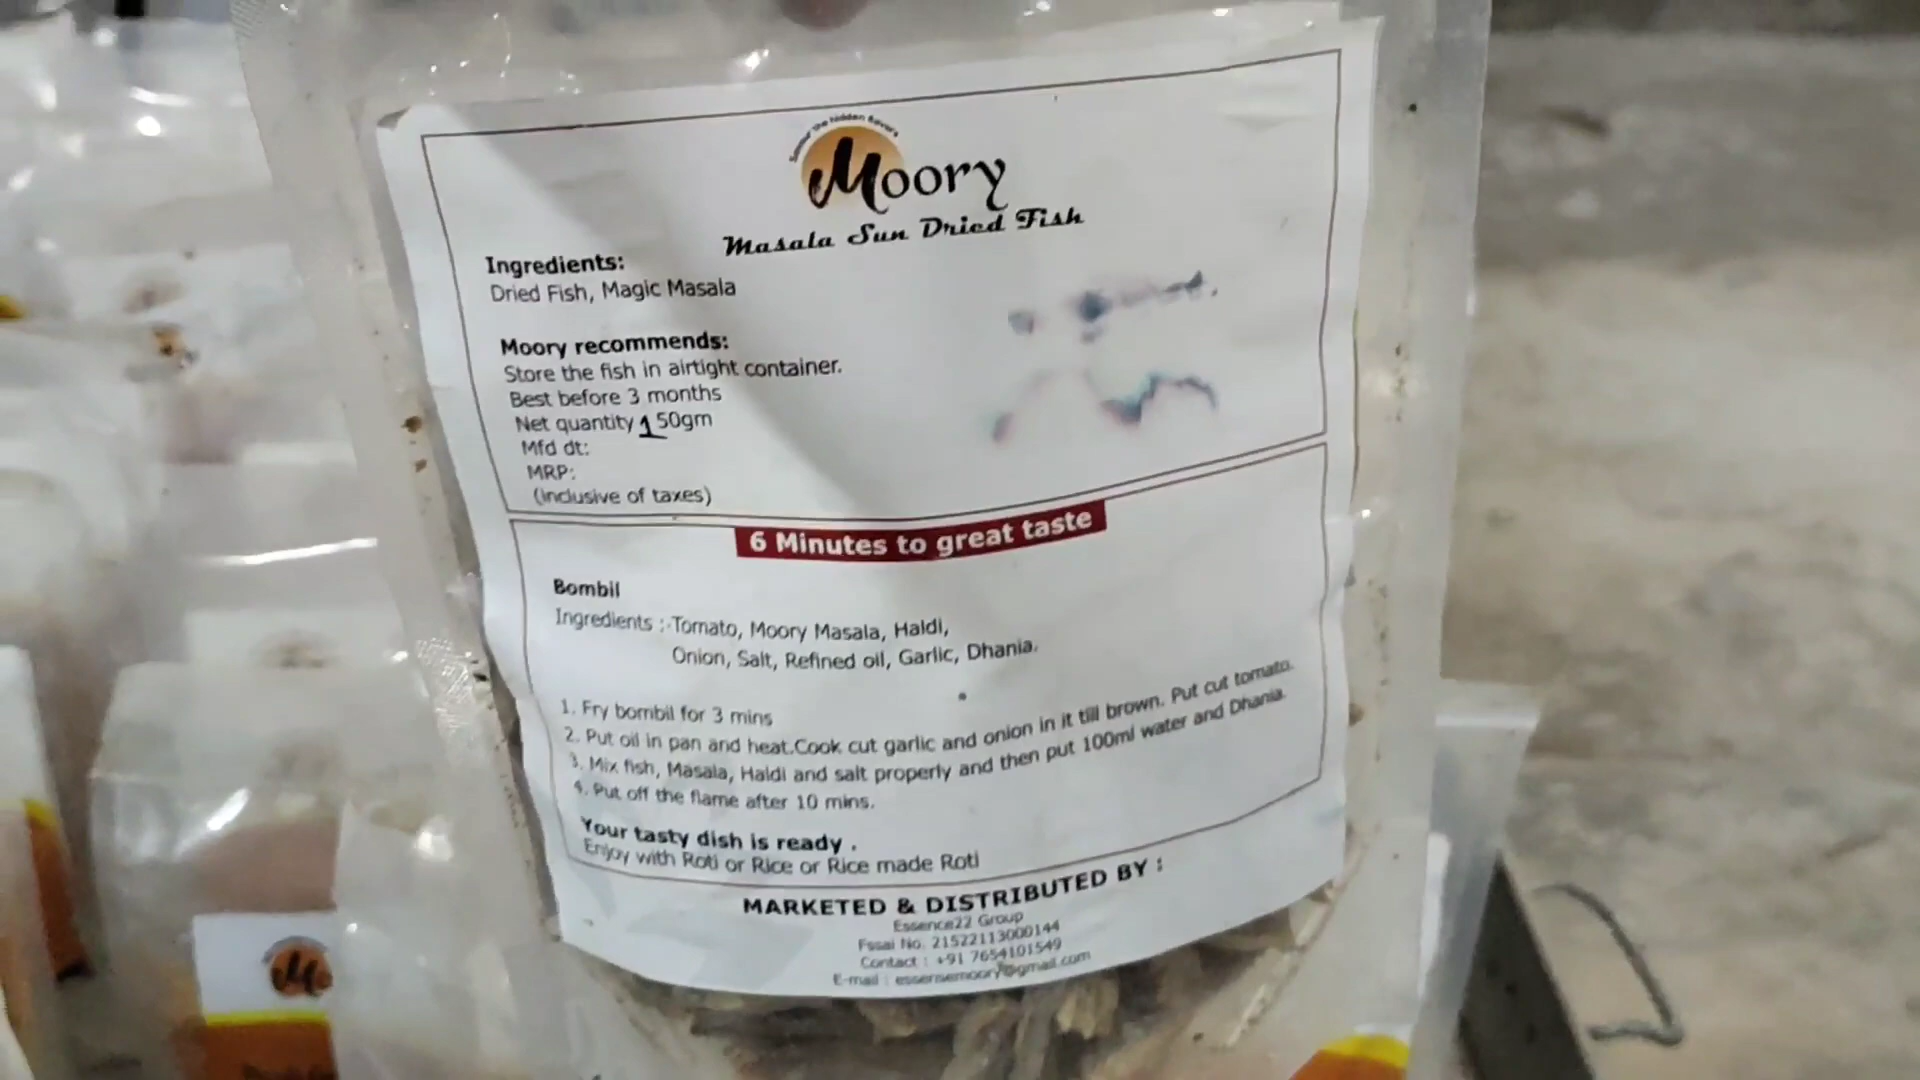 Savour the hidden flavors
Moory
Masala Sun Dried Fish
Ingredients:
Dried Fish, Magic Masala
Moory recommends:
Store the fish in airtight container.
Best before 3 months
Net quantity 150gm
Mfd dt:
MRP:
(inclusive of taxes)
6 Minutes to great taste
Bombil
Ingredients : Tomato, Moory Masala, Haldi,
Onion, Salt, Refined oil, Garlic, Dhania.
1. Fry bombil for 3 mins
2. Put oil in pan and heat.Cook cut garlic and onion in it till brown. Put cut tomato.
3. Mix fish, Masala, Haldi and salt properly and then put 100ml water and Dhania.
4. Put off the flame after 10 mins.
Your tasty dish is ready .
Enjoy with Roti or Rice or Rice made Roti
MARKETED & DISTRIBUTED BY :
Essence22 Group
Fssai No. 21522113000144
Contact : +91 7654101549
E-mail : essensemoory@gmail.com
M